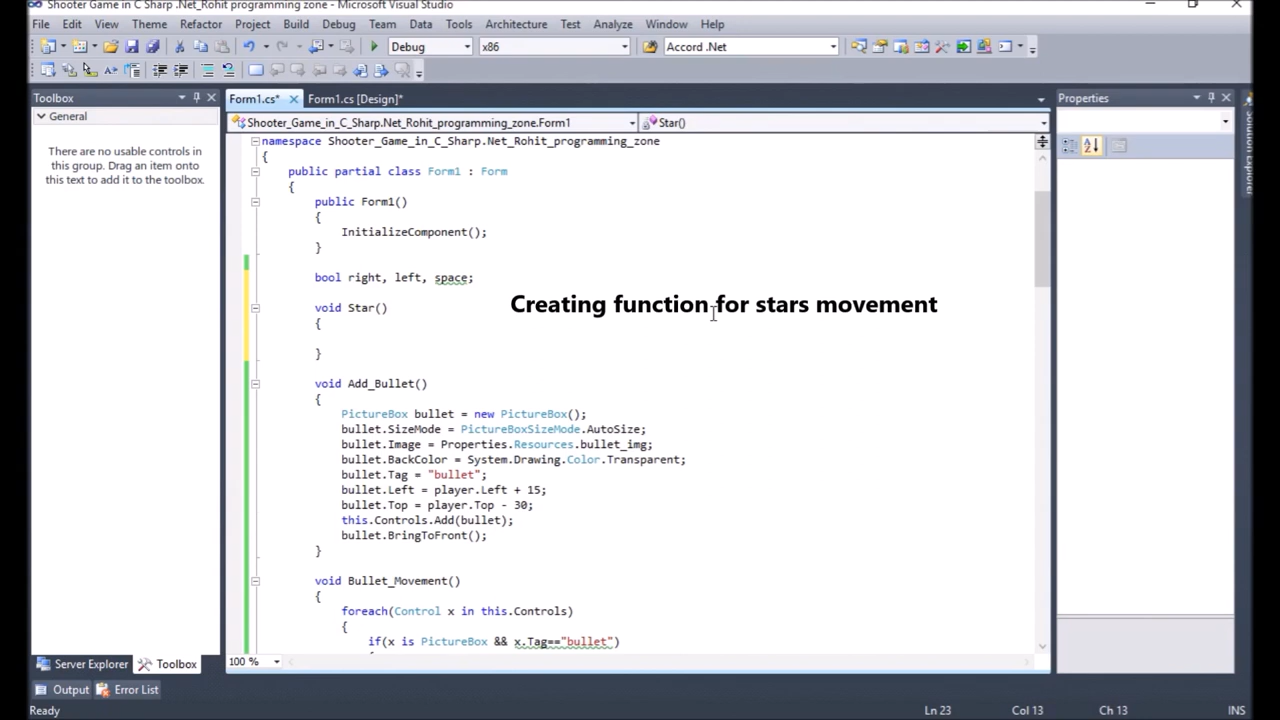 Shooter Game in C Sharp .Net_Rohit programming zone - Microsoft Visual Studio
File Edit View Theme Refactor Project Build Debug Team Data Tools Architecture Test Analyze Window Help
Debug x86 Accord .Net
Toolbox
General
There are no usable controls in
this group. Drag an item onto
this text to add it to the toolbox.
Form1.cs* Form1.cs [Design]*
Shooter_Game_in_C_Sharp.Net_Rohit_programming_zone.Form1 Star()
namespace Shooter_Game_in_C_Sharp.Net_Rohit_programming_zone
{
public partial class Form1 : Form
{
public Form1()
{
InitializeComponent();
}
bool right, left, space;
void Star()
{
}
Creating function for stars movement
void Add_Bullet()
{
PictureBox bullet = new PictureBox();
bullet.SizeMode = PictureBoxSizeMode.AutoSize;
bullet.Image = Properties.Resources.bullet_img;
bullet.BackColor = System.Drawing.Color.Transparent;
bullet.Tag = "bullet";
bullet.Left = player.Left + 15;
bullet.Top = player.Top - 30;
this.Controls.Add(bullet);
bullet.BringToFront();
}
void Bullet_Movement()
{
foreach(Control x in this.Controls)
{
if(x is PictureBox && x.Tag=="bullet")
100 %
Properties
Solution Explorer
Server Explorer Toolbox
Output Error List
Ready Ln 23 Col 13 Ch 13 INS